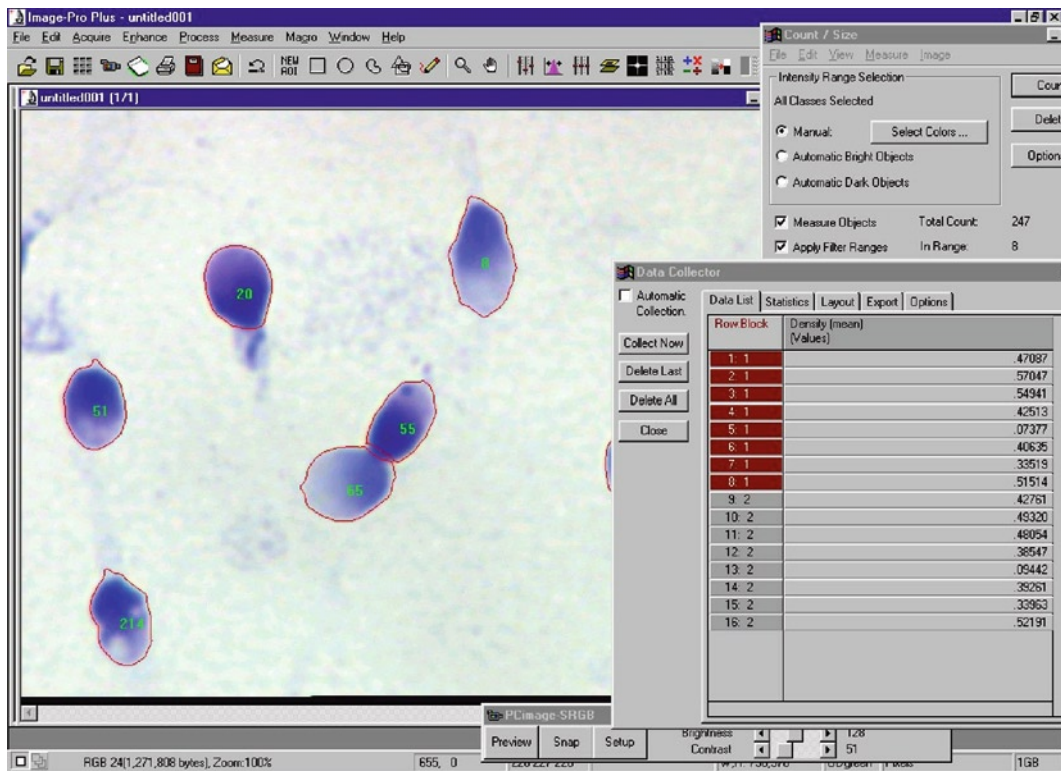 Image-Pro Plus - untitled001
File Edit Acquire Enhance Process Measure Macro Window Help
NEW
AOI
untitled001 (1/1)
20
8
51
55
65
214
Count / Size
File Edit View Measure Image
Intensity Range Selection
All Classes Selected
Manual: Select Colors ...
Automatic Bright Objects
Automatic Dark Objects
Measure Objects Total Count: 247
Apply Filter Ranges In Range: 8
Data Collector
Automatic
Collection.
Collect Now
Delete Last
Delete All
Close
Data List Statistics Layout Export Options
Row:Block Density (mean)
(Values)
1: 1 .47087
2: 1 .57047
3: 1 .54941
4: 1 .42513
5: 1 .07377
6: 1 .40635
7: 1 .33519
8: 1 .51514
9: 2 .42761
10: 2 .49320
11: 2 .48054
12: 2 .38547
13: 2 .09442
14: 2 .39261
15: 2 .33963
16: 2 .52191
PCimage-SRGB
Preview Snap Setup
Brightness 128
Contrast 51
RGB 24(1,271,808 bytes), Zoom:100% 655, 0 1GB